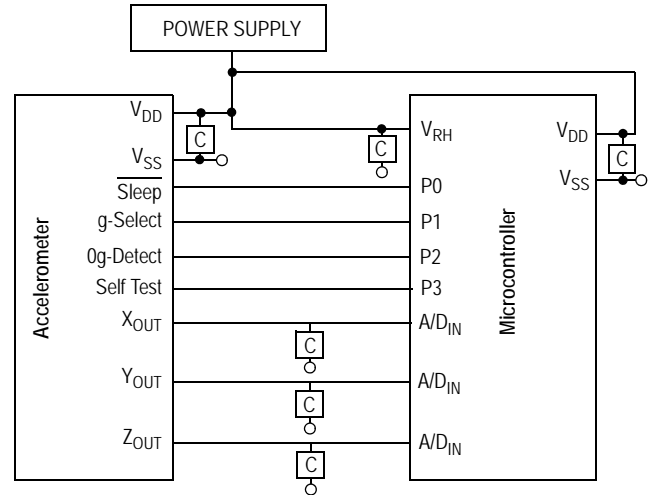 POWER SUPPLY
Accelerometer
V_DD
C
V_SS
Sleep
g-Select
0g-Detect
Self Test
X_OUT
Y_OUT
Z_OUT
C
C
C
C
Microcontroller
V_RH
P0
P1
P2
P3
A/D_IN
A/D_IN
A/D_IN
V_DD
C
V_SS